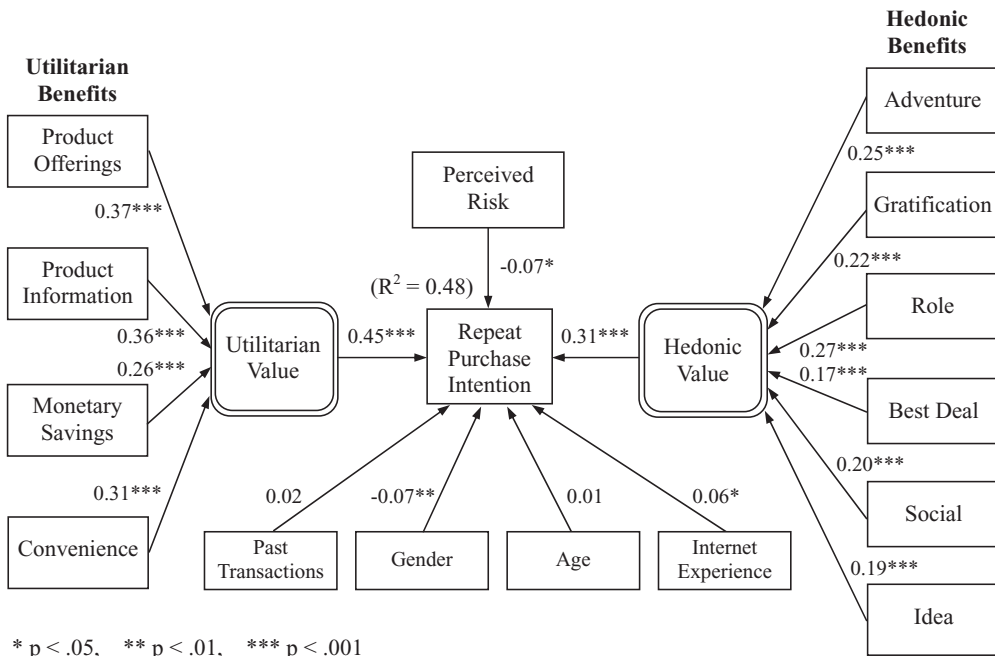 Hedonic
Benefits
Utilitarian
Benefits
Adventure
Product
Offerings
Perceived
Risk
0.25***
Gratification
0.37***
0.22***
Product
Information
-0.07*
(R² = 0.48)
Role
0.36***
Utilitarian
Value
0.45***
Repeat
Purchase
Intention
0.31***
Hedonic
Value
0.27***
0.26***
0.17***
Monetary
Savings
Best Deal
0.20***
0.31***
0.02
-0.07**
0.01
0.06*
Social
Convenience
Past
Transactions
Gender
Age
Internet
Experience
0.19***
Idea
* p < .05, ** p < .01, *** p < .001